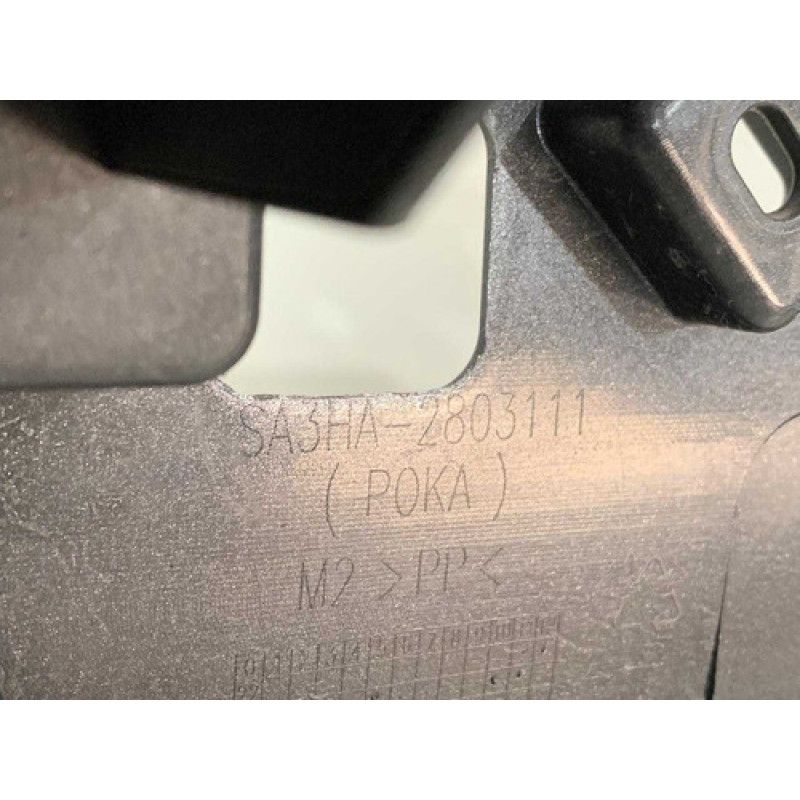 SA3HA-2803111
( POKA )
M2 >PP<